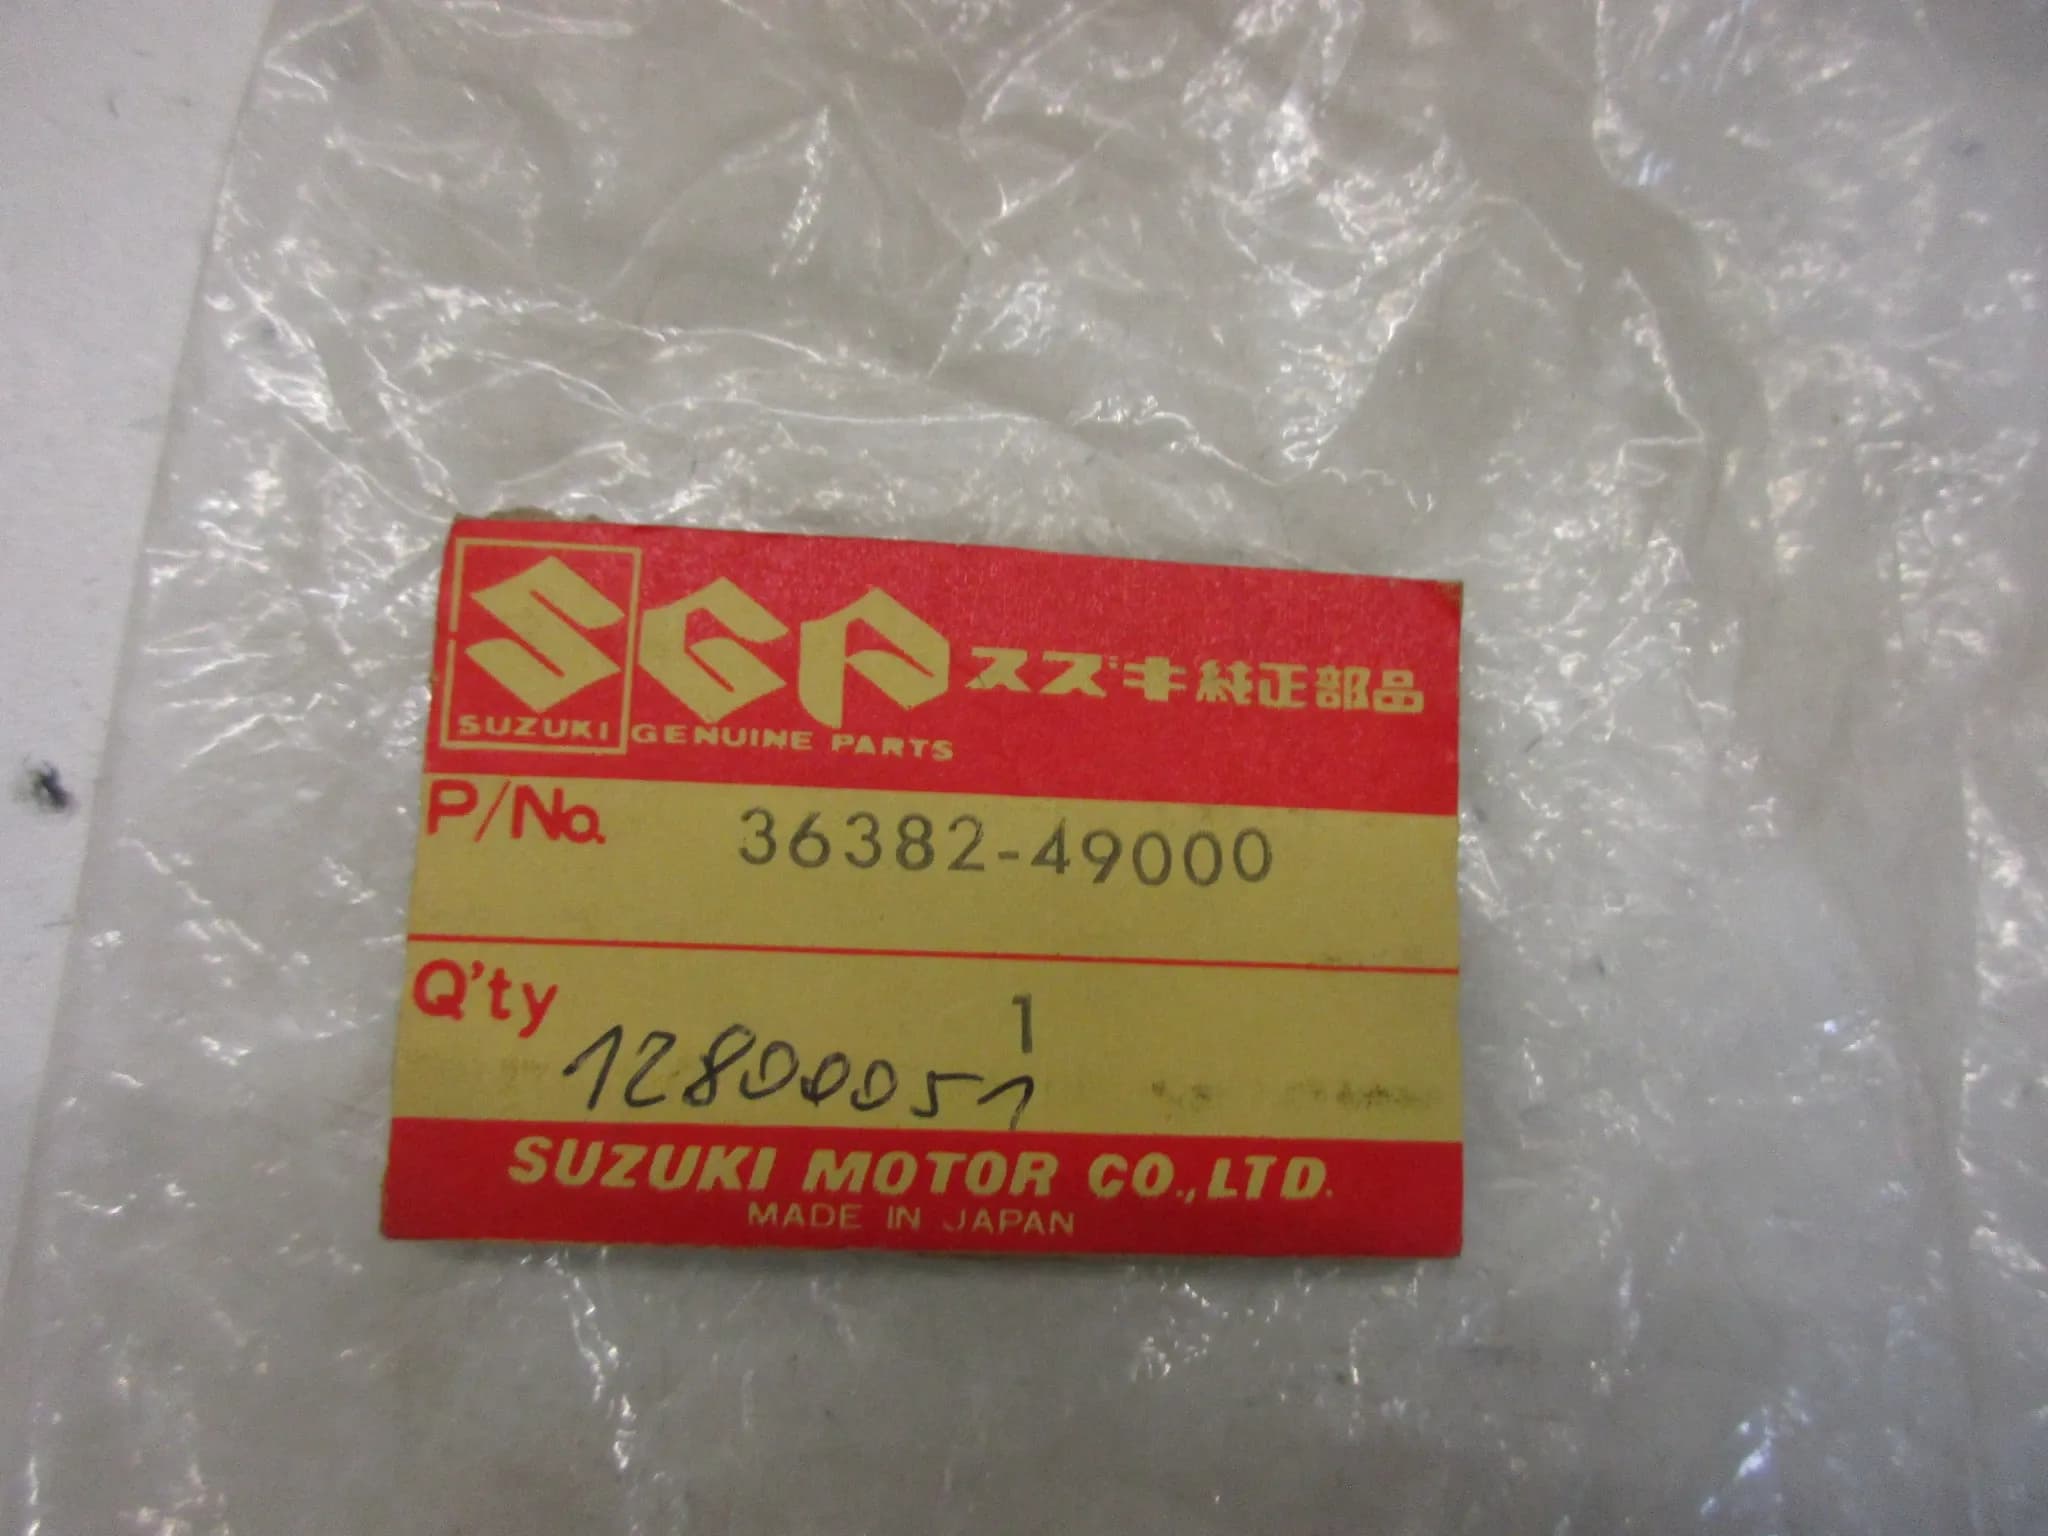 SGP スズキ純正部品
SUZUKI GENUINE PARTS
P/No. 36382-49000
Q'ty 1
12800051
SUZUKI MOTOR CO., LTD.
MADE IN JAPAN